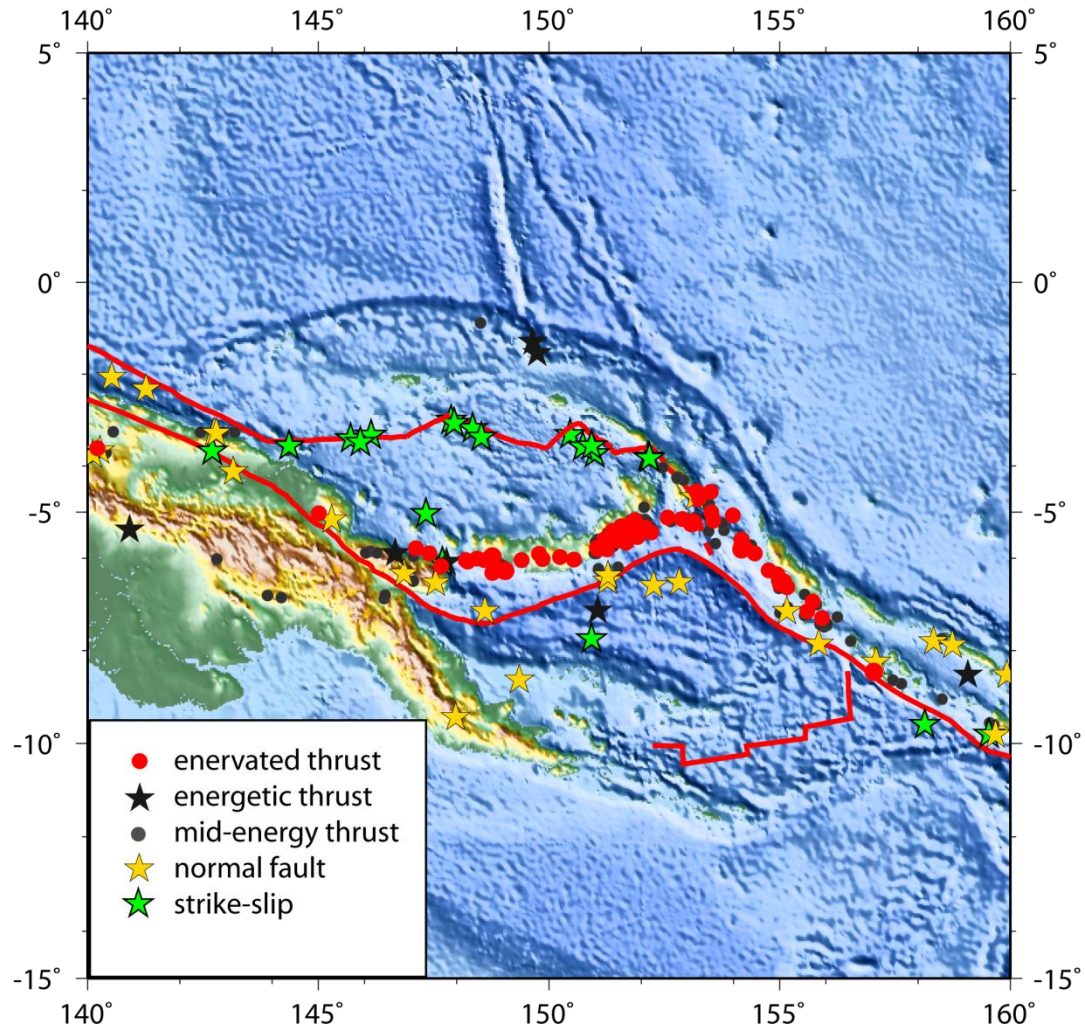 140˚ 145˚ 150˚ 155˚ 160˚
5˚ 5˚
0˚ 0˚
-5˚ -5˚
-10˚ -10˚
-15˚ -15˚
enervated thrust
energetic thrust
mid-energy thrust
normal fault
strike-slip
140˚ 145˚ 150˚ 155˚ 160˚